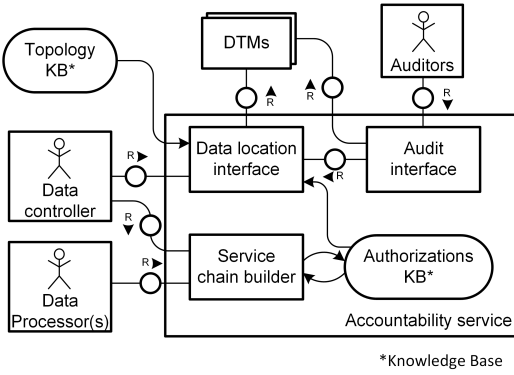 Topology
KB*
DTMs
Auditors
R
R
R
R
Data location
interface
Audit
interface
R
Data
controller
R
R
Service
chain builder
Authorizations
KB*
Data
Processor(s)
Accountability service
*Knowledge Base